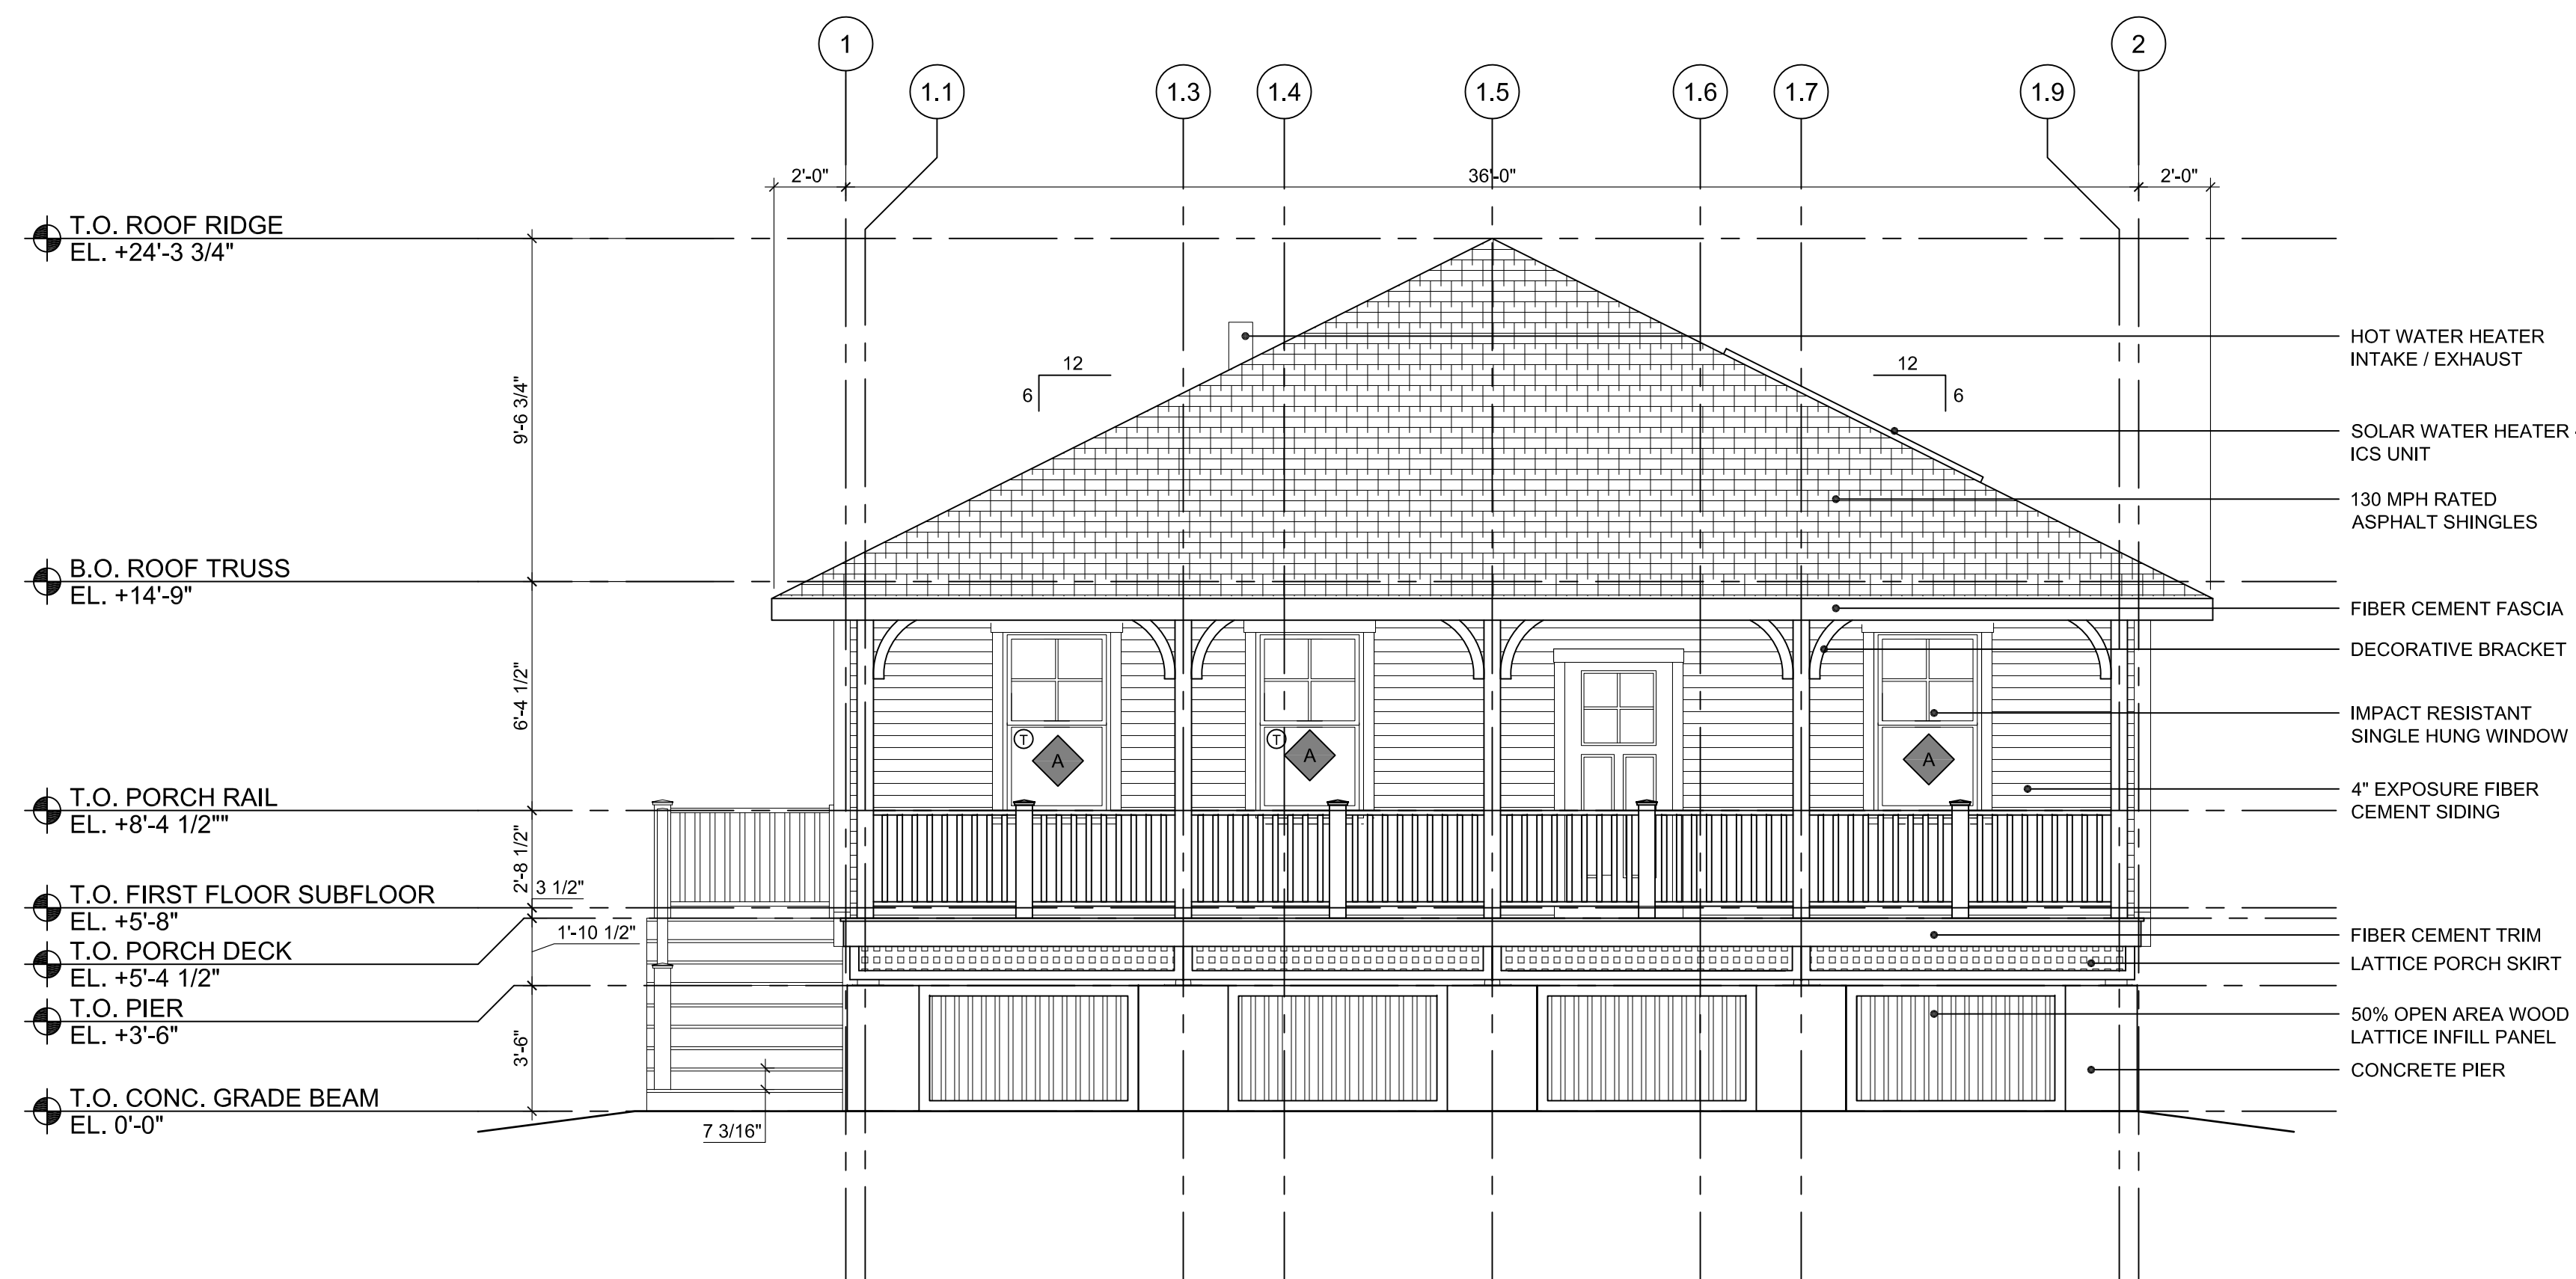 1
2
1.1
1.3
1.4
1.5
1.6
1.7
1.9
2'-0"
36'-0"
2'-0"
T.O. ROOF RIDGE
EL. +24'-3 3/4"
HOT WATER HEATER
INTAKE / EXHAUST
12
6
12
6
9'-6 3/4"
SOLAR WATER HEATER
ICS UNIT
130 MPH RATED
ASPHALT SHINGLES
B.O. ROOF TRUSS
EL. +14'-9"
FIBER CEMENT FASCIA
DECORATIVE BRACKET
6'-4 1/2"
IMPACT RESISTANT
SINGLE HUNG WINDOW
T
A
T
A
A
T.O. PORCH RAIL
EL. +8'-4 1/2""
4" EXPOSURE FIBER
CEMENT SIDING
2'-8 1/2"
3 1/2"
T.O. FIRST FLOOR SUBFLOOR
EL. +5'-8"
1'-10 1/2"
FIBER CEMENT TRIM
T.O. PORCH DECK
EL. +5'-4 1/2"
LATTICE PORCH SKIRT
T.O. PIER
EL. +3'-6"
50% OPEN AREA WOOD
LATTICE INFILL PANEL
3'-6"
CONCRETE PIER
T.O. CONC. GRADE BEAM
EL. 0'-0"
7 3/16"